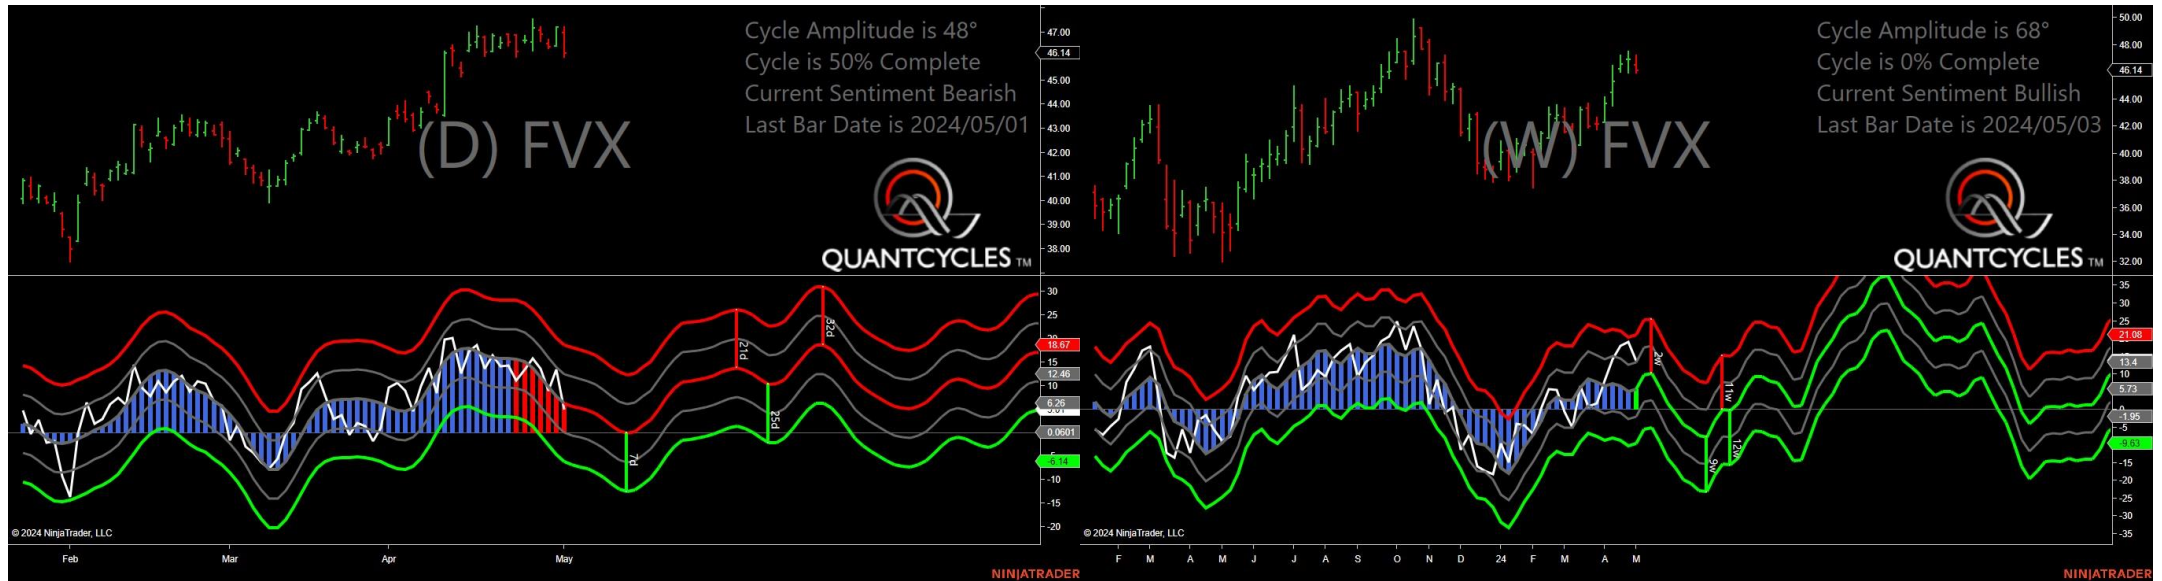 Cycle Amplitude is 48°
Cycle is 50% Complete
Current Sentiment Bearish
Last Bar Date is 2024/05/01
(D) FVX
QUANTCYCLES TM
47.00
46.14
45.00
44.00
43.00
42.00
41.00
40.00
39.00
38.00
30
25
18.67
15
12.46
10
6.26
0.0601
-6.14
-10
-15
-20
7d
21d
25d
32d
© 2024 NinjaTrader, LLC
Feb Mar Apr May
NINJATRADER
Cycle Amplitude is 68°
Cycle is 0% Complete
Current Sentiment Bullish
Last Bar Date is 2024/05/03
(W) FVX
QUANTCYCLES TM
50.00
48.00
46.14
44.00
42.00
40.00
38.00
36.00
34.00
32.00
35
30
25
21.08
13.4
10
5.73
-1.95
-5
-9.63
-15
-20
-25
-30
-35
2w
9w
11w
12w
© 2024 NinjaTrader, LLC
F M A M J J A S O N D 24 F M A M
NINJATRADER